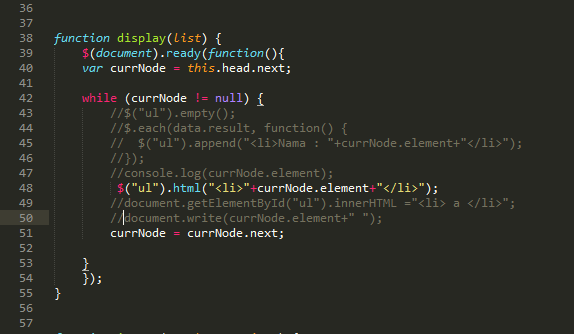 36
37
38 function display(list) {
39 $(document).ready(function(){
40 var currNode = this.head.next;
41
42 while (currNode != null) {
43 //$("ul").empty();
44 //$.each(data.result, function() {
45 // $("ul").append("<li>Nama : "+currNode.element+"</li>");
46 //});
47 //console.log(currNode.element);
48 $("ul").html("<li>"+currNode.element+"</li>");
49 //document.getElementById("ul").innerHTML ="<li> a </li>";
50 //document.write(currNode.element+" ");
51 currNode = currNode.next;
52
53 }
54 });
55 }
56
57